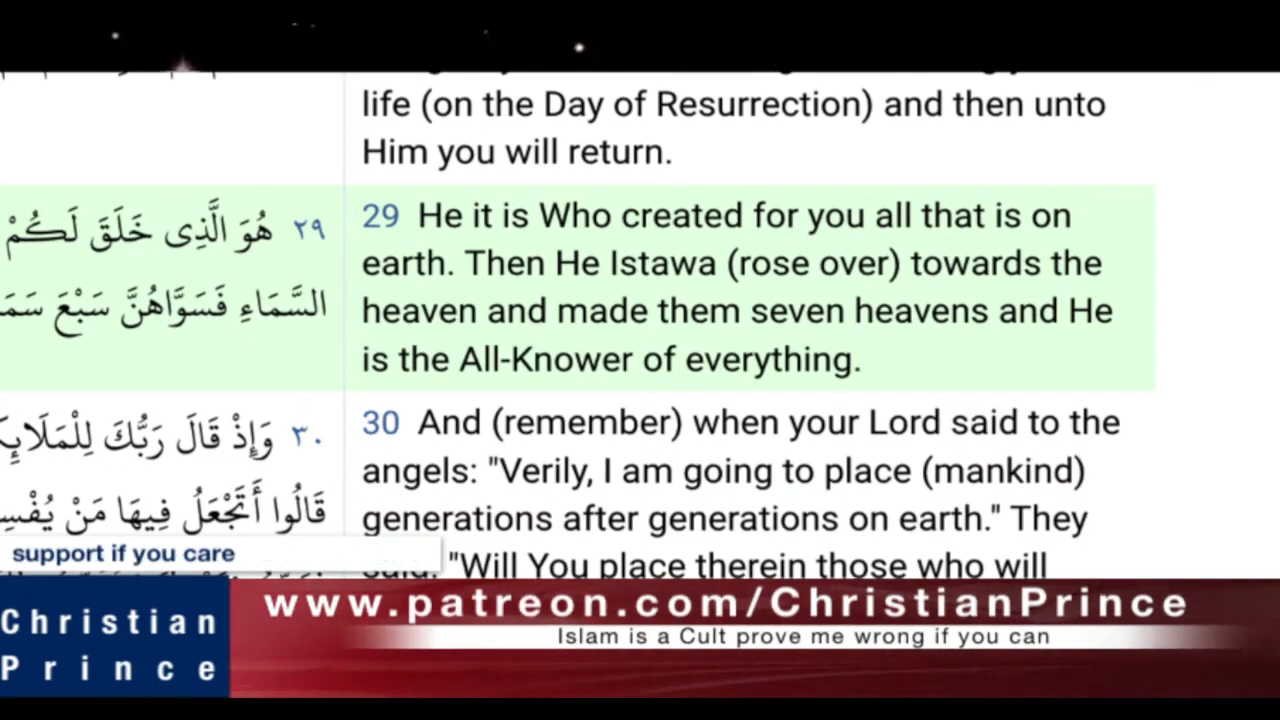 life (on the Day of Resurrection) and then unto
Him you will return.
٢٩ هُوَ الَّذِى خَلَقَ لَكُمْ
السَّمَاءِ فَسَوَّاهُنَّ سَبْعَ
29 He it is Who created for you all that is on
earth. Then He Istawa (rose over) towards the
heaven and made them seven heavens and He
is the All-Knower of everything.
٣٠ وَإِذْ قَالَ رَبُّكَ
قَالُوا أَتَجْعَلُ فِيهَا مَنْ
30 And (remember) when your Lord said to the
angels: "Verily, I am going to place (mankind)
generations after generations on earth." They
said: "Will You place therein those who will
support if you care
Christian
Prince
www.patreon.com/ChristianPrince
Islam is a Cult prove me wrong if you can